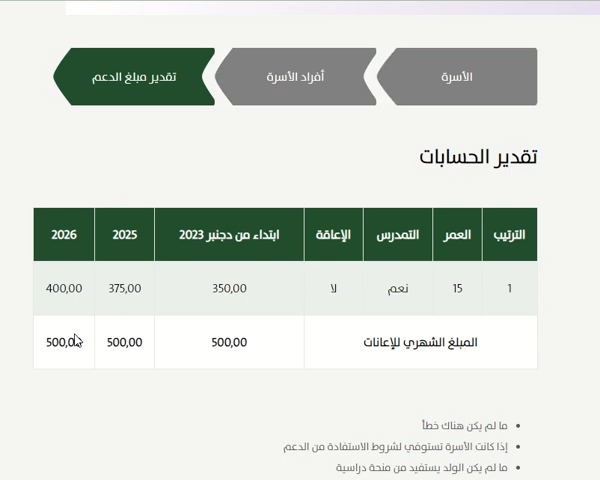 الأسرة
أفراد الأسرة
تقدير مبلغ الدعم
تقدير الحسابات
الترتيب العمر التمدرس الإعاقة ابتداء من دجنبر 2023 2025 2026
1 15 نعم لا 350,00 375,00 400,00
المبلغ الشهري للإعانات 500,00 500,00 500,00
ما لم يكن هناك خطأ
إذا كانت الأسرة تستوفي لشروط الاستفادة من الدعم
ما لم يكن الولد يستفيد من منحة دراسية